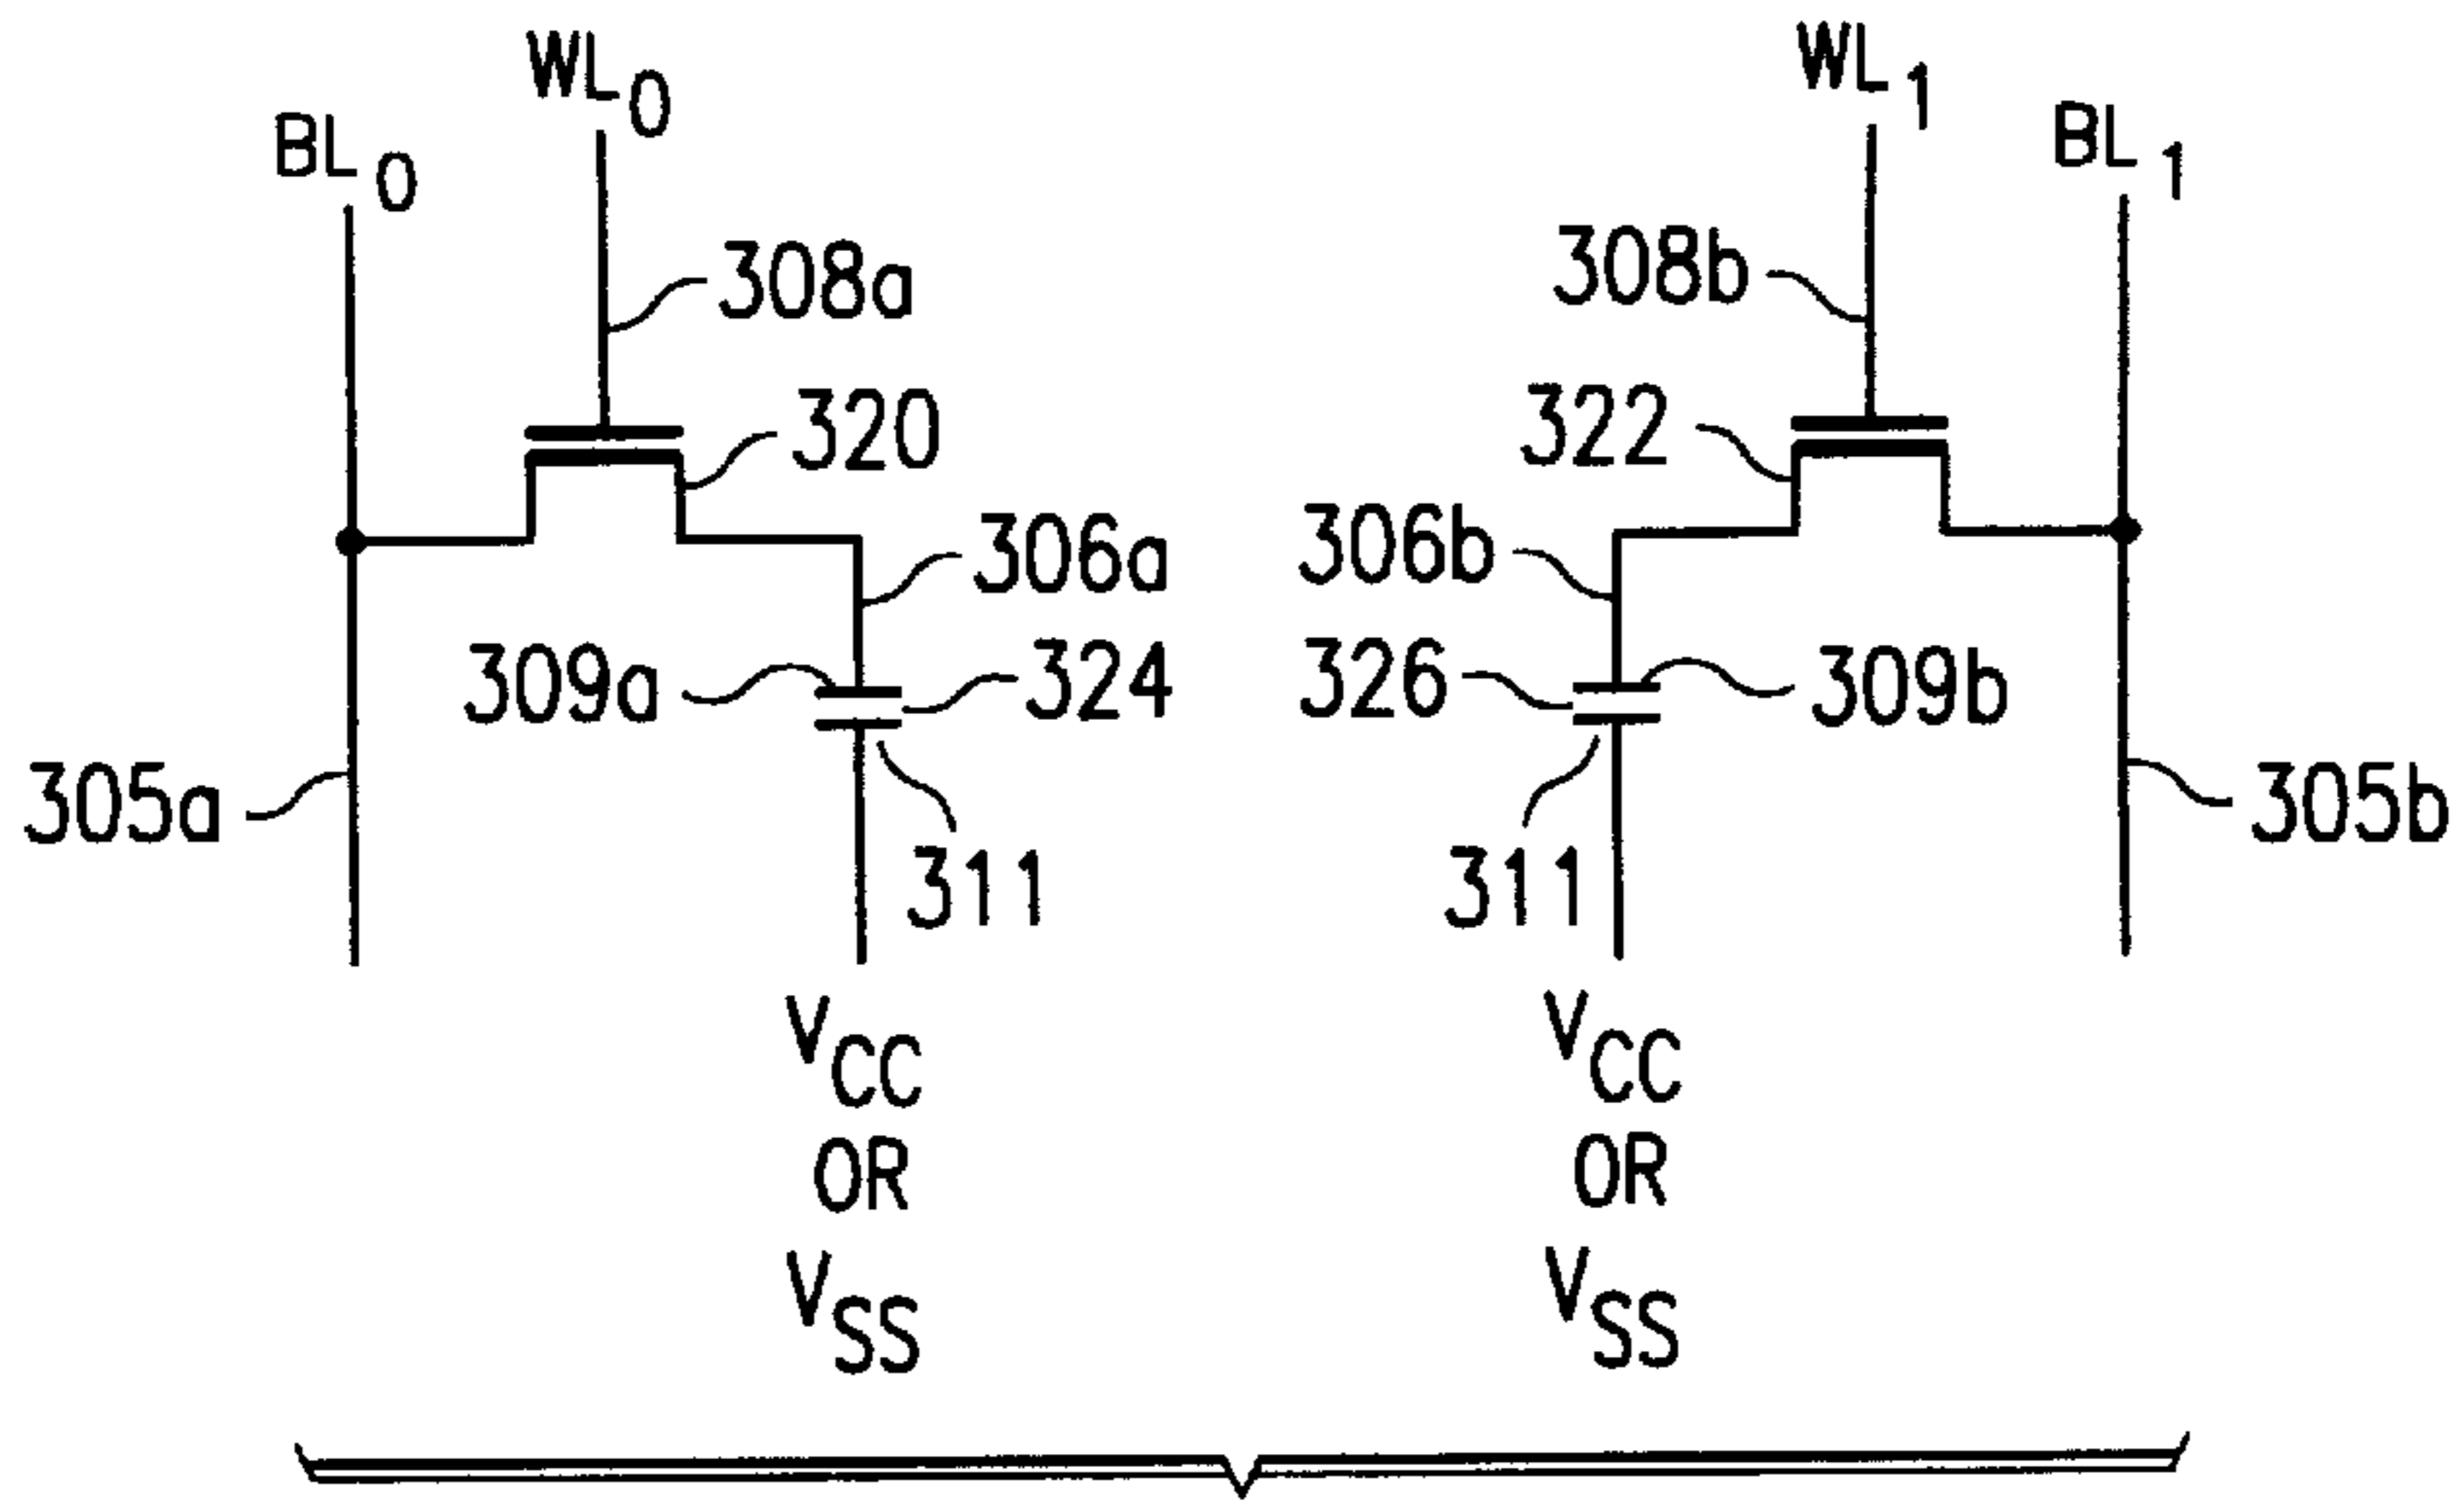 WL0
WL1
BL0
BL1
308a
308b
320
322
306a
306b
309a
324
326
309b
305a
305b
311
311
VCC
OR
VSS
VCC
OR
VSS